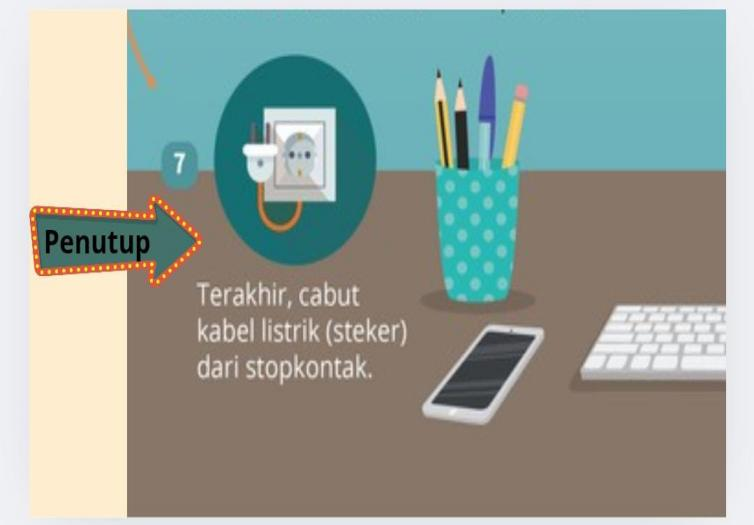 7
Penutup
Terakhir, cabut
kabel listrik (steker)
dari stopkontak.